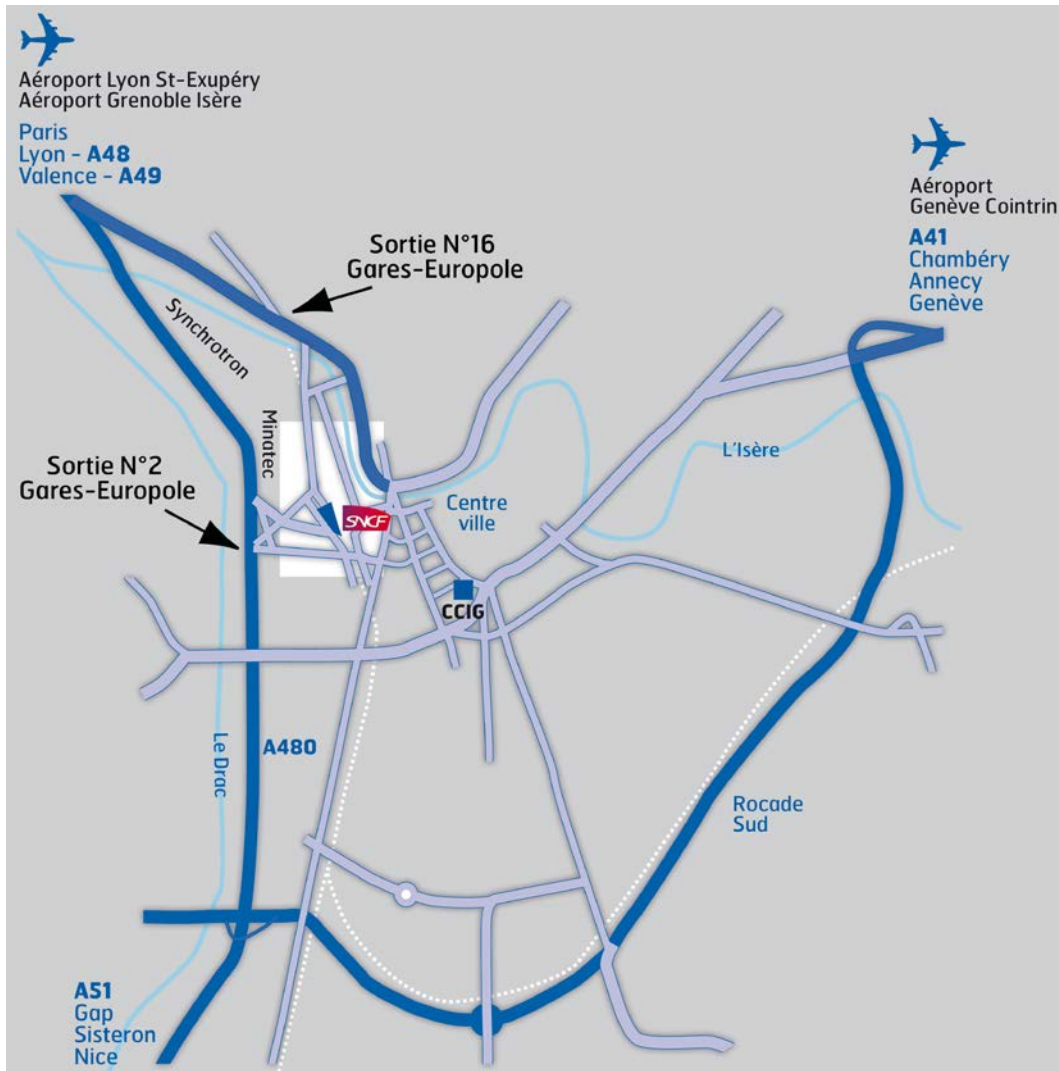 Aéroport Lyon St-Exupéry
Aéroport Grenoble Isère
Paris
Lyon - A48
Valence - A49
Aéroport
Genève Cointrin
A41
Chambéry
Annecy
Genève
Sortie N°16
Gares-Europole
Synchrotron
Minatec
Sortie N°2
Gares-Europole
SNCF
Centre
ville
L'Isère
CCIG
Le Drac
A480
Rocade
Sud
A51
Gap
Sisteron
Nice